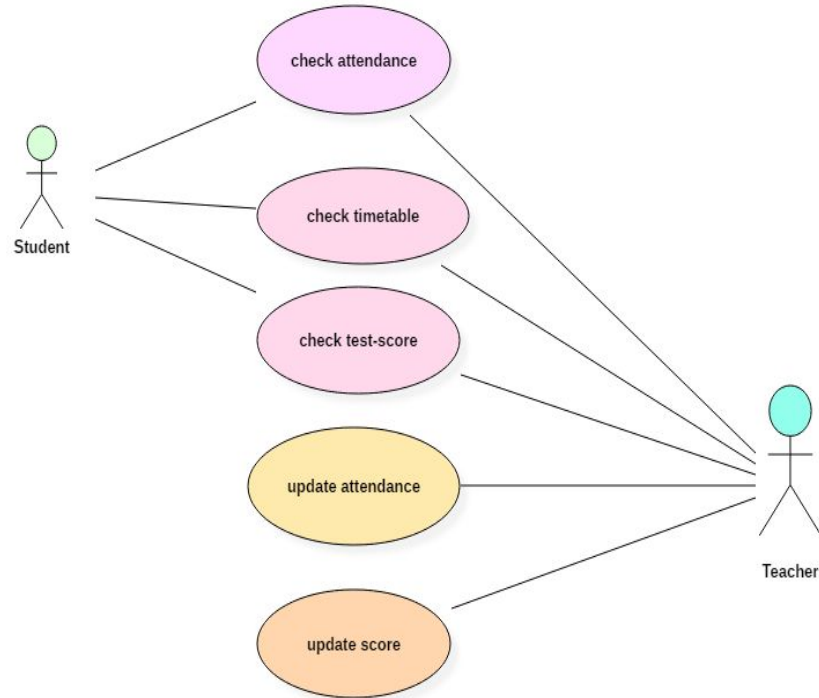 check attendance
check timetable
Student
check test-score
update attendance
Teacher
update score